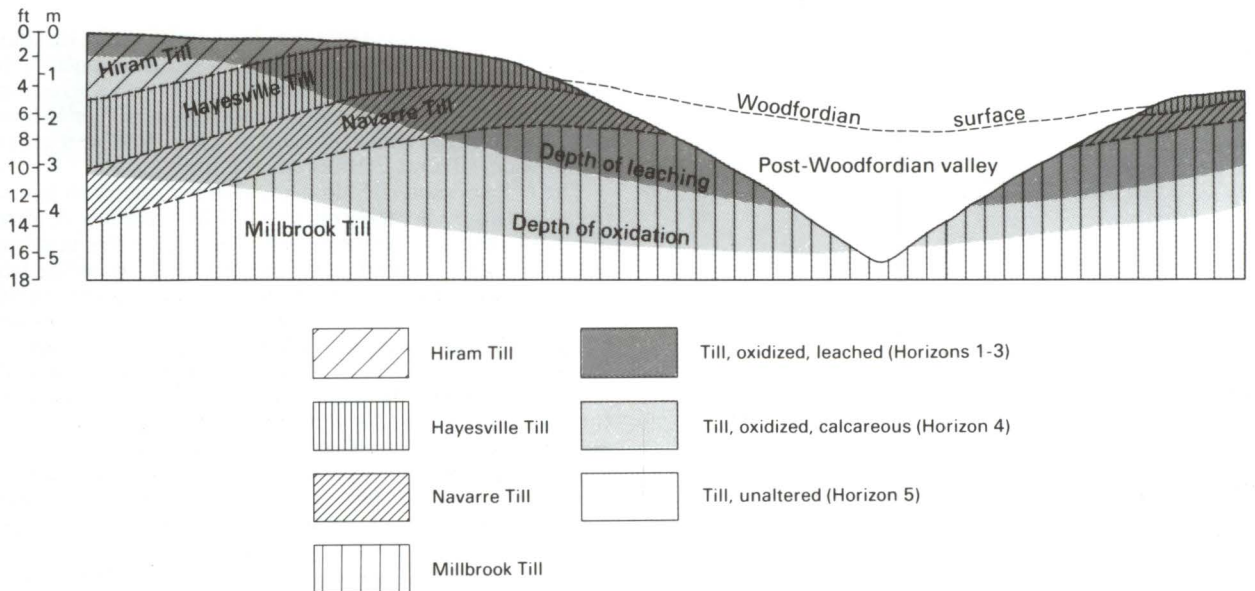 ft m
0 0
2
1
4
6
2
8
10
3
12
14
4
16
5
18
Hiram Till
Hayesville Till
Navarre Till
Woodfordian surface
Post-Woodfordian valley
Depth of leaching
Depth of oxidation
Millbrook Till
Hiram Till
Till, oxidized, leached (Horizons 1-3)
Hayesville Till
Till, oxidized, calcareous (Horizon 4)
Navarre Till
Till, unaltered (Horizon 5)
Millbrook Till